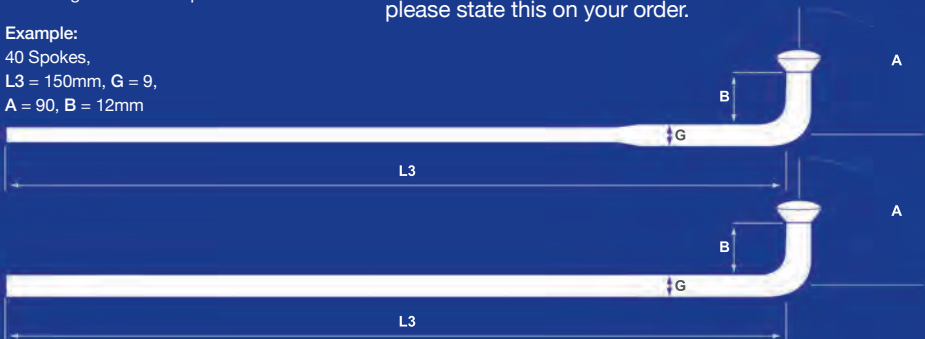 please state this on your order.
Example:
40 Spokes,
L3 = 150mm, G = 9,
A = 90, B = 12mm
A
B
G
L3
A
B
G
L3